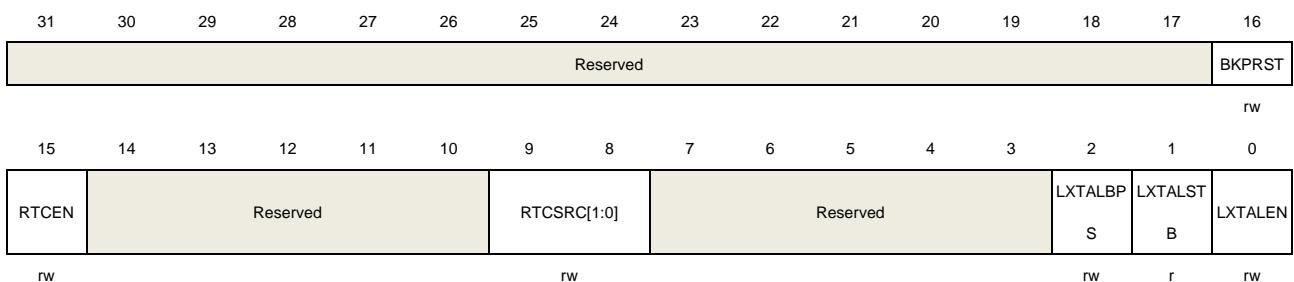 31 30 29 28 27 26 25 24 23 22 21 20 19 18 17 16
Reserved BKPRST
rw
15 14 13 12 11 10 9 8 7 6 5 4 3 2 1 0
RTCEN Reserved RTCSRC[1:0] Reserved LXTALBP LXTALST LXTALEN
S B
rw rw rw r rw